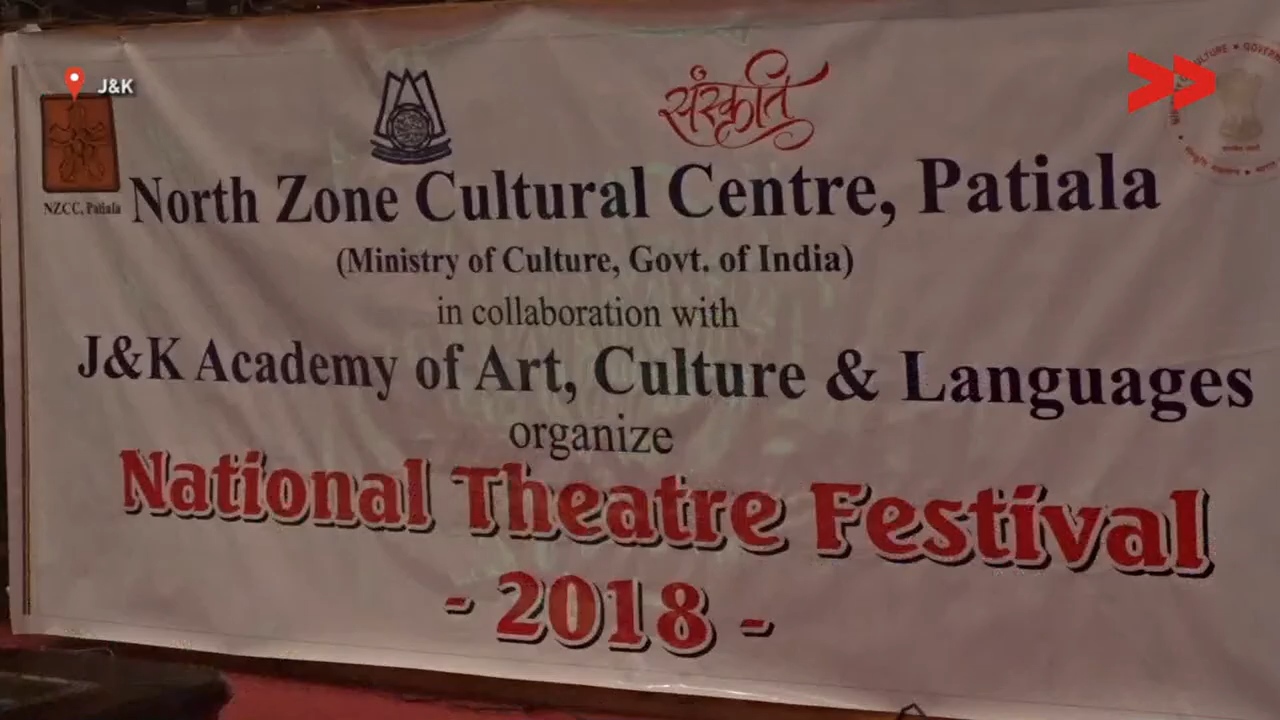 J&K
संस्कृति
NZCC, Patiala
North Zone Cultural Centre, Patiala
(Ministry of Culture, Govt. of India)
in collaboration with
J&K Academy of Art, Culture & Languages
organize
National Theatre Festival
- 2018 -